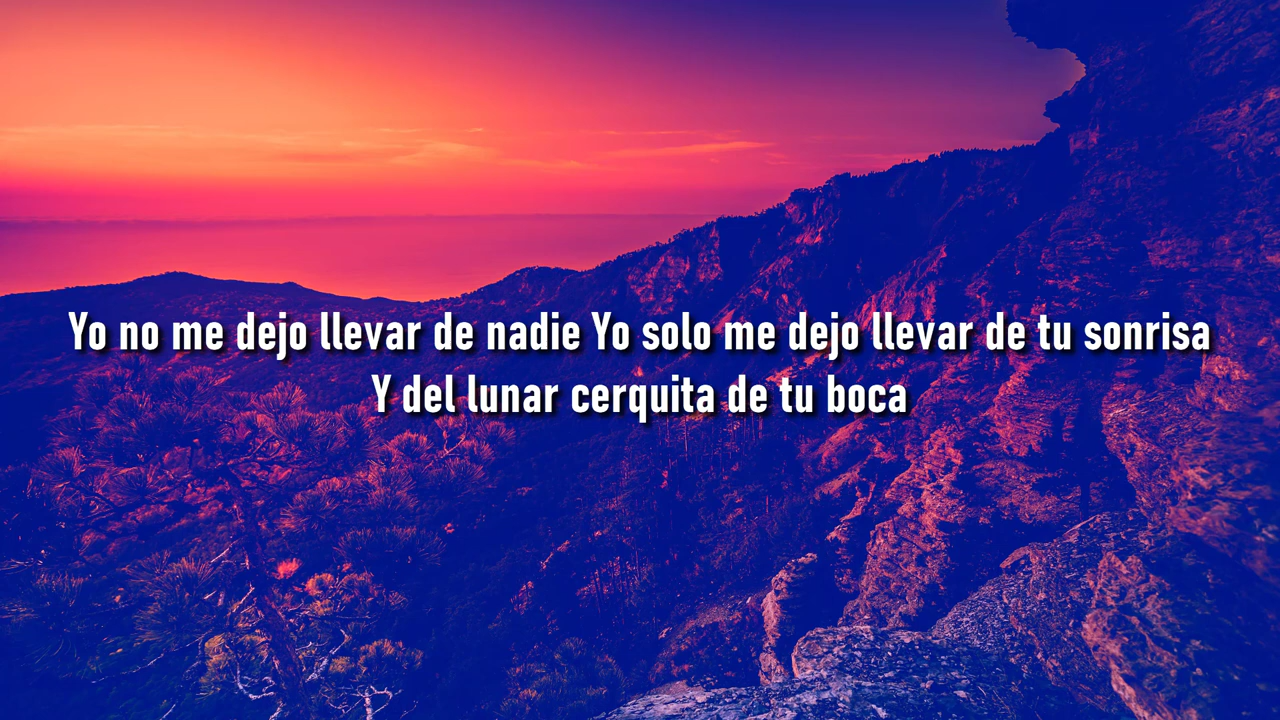 Yo no me dejo llevar de nadie Yo solo me dejo llevar de tu sonrisa
Y del lunar cerquita de tu boca